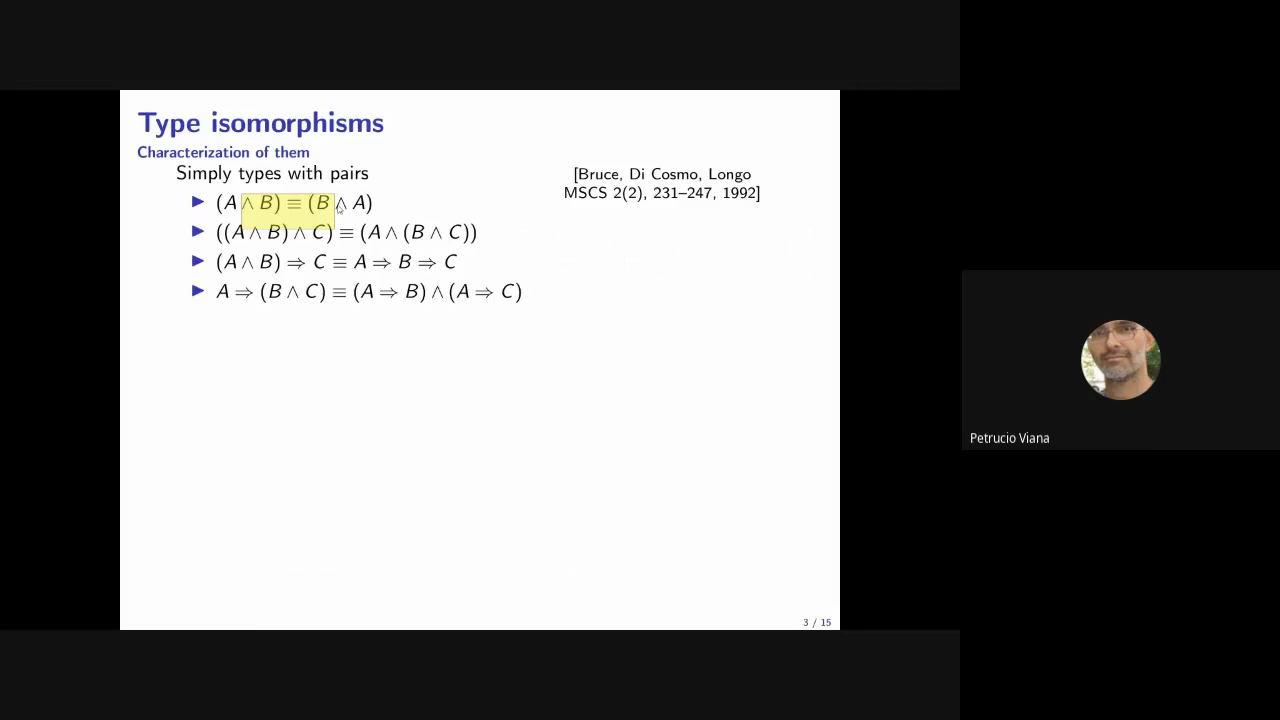 Type isomorphisms
Characterization of them
Simply types with pairs
[Bruce, Di Cosmo, Longo
MSCS 2(2), 231–247, 1992]
▶ (A ∧ B) ≡ (B ∧ A)
▶ ((A ∧ B) ∧ C) ≡ (A ∧ (B ∧ C))
▶ (A ∧ B) ⇒ C ≡ A ⇒ B ⇒ C
▶ A ⇒ (B ∧ C) ≡ (A ⇒ B) ∧ (A ⇒ C)
3 / 15
Petrucio Viana